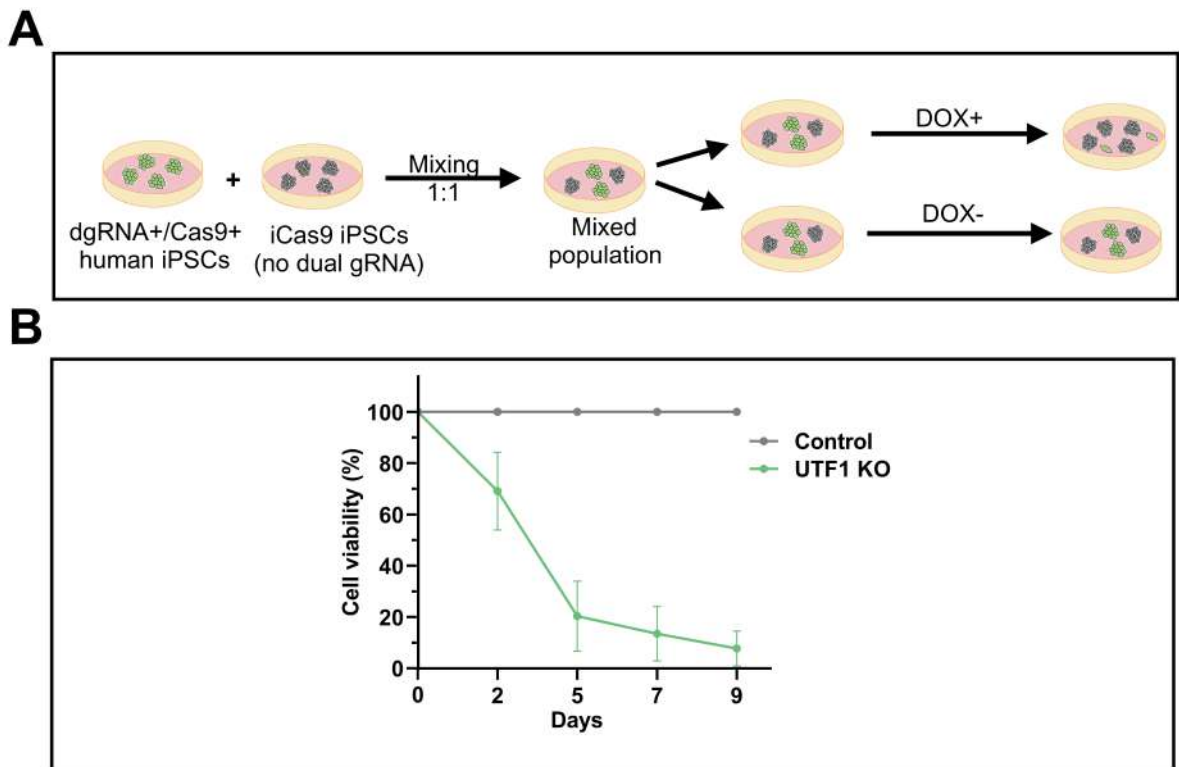 A
dgRNA+/Cas9+
human iPSCs
+
iCas9 iPSCs
(no dual gRNA)
Mixing
1:1
Mixed
population
DOX+
DOX-
B
Cell viability (%)
100
80
60
40
20
0
0 2 5 7 9
Days
Control
UTF1 KO